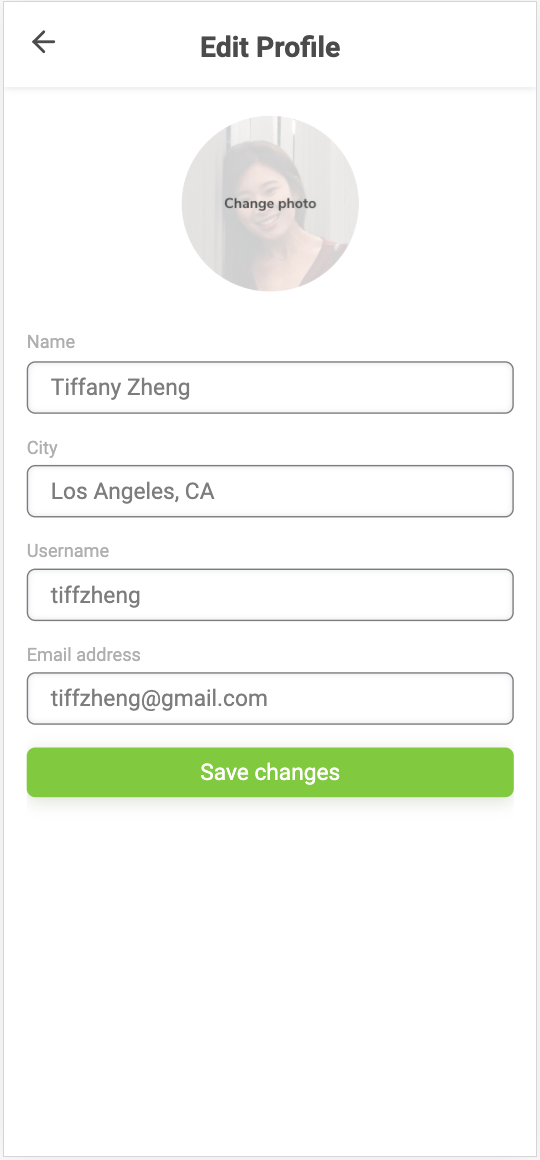 Edit Profile
Change photo
Name
Tiffany Zheng
City
Los Angeles, CA
Username
tiffzheng
Email address
tiffzheng@gmail.com
Save changes